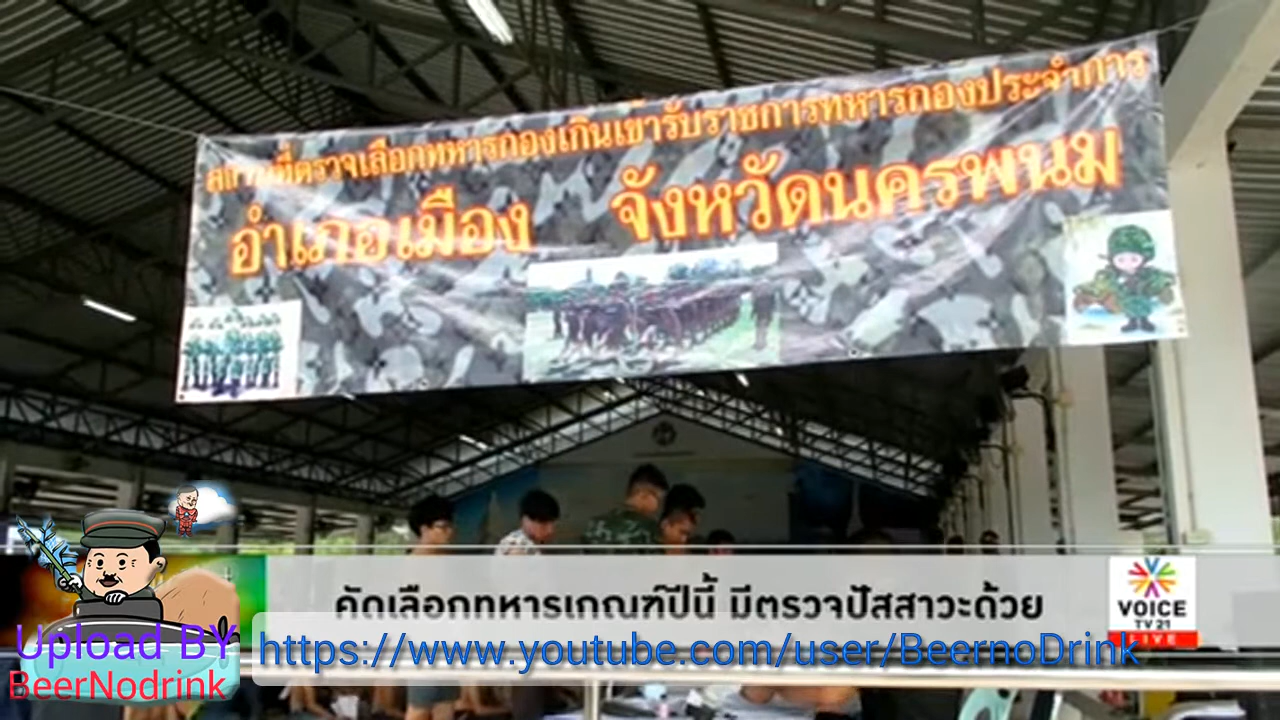 สถานที่ตรวจเลือกทหารกองเกินเข้ารับราชการทหารกองประจำการ
อำเภอเมือง จังหวัดนครพนม
คัดเลือกทหารเกณฑ์ปีนี้ มีตรวจปัสสาวะด้วย
VOICE
TV 21
LIVE
Upload BY
https://www.youtube.com/user/BeernoDrink
BeerNodrink